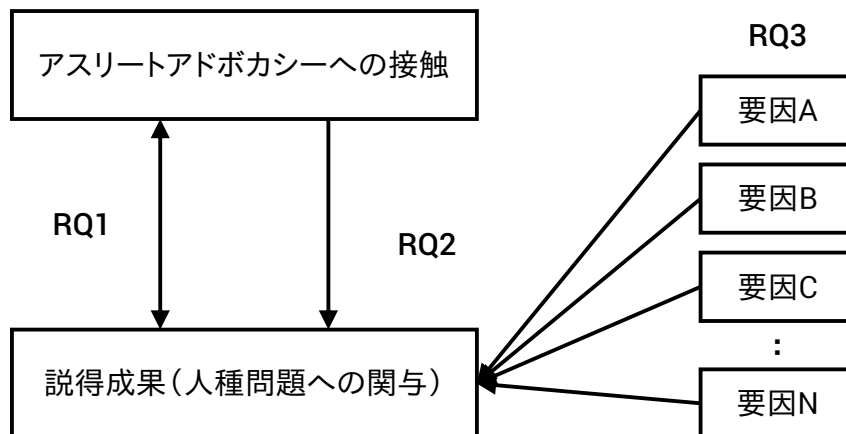 アスリートアドボカシーへの接触
RQ1
RQ2
説得成果（人種問題への関与）
RQ3
要因A
要因B
要因C
：
要因N